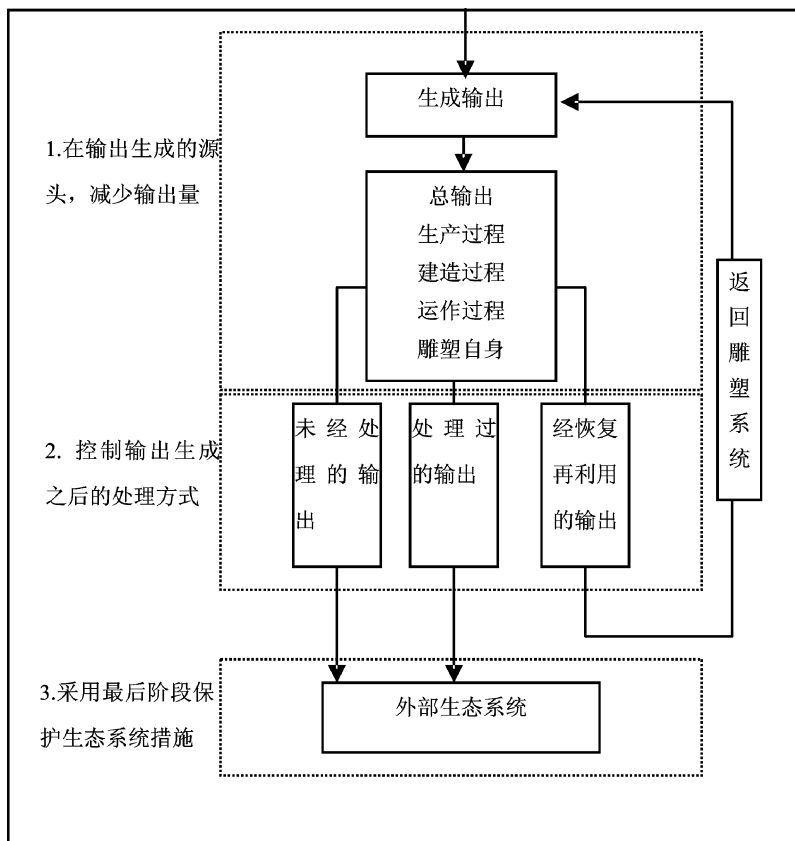 生成输出
1.在输出生成的源
头，减少输出量
总输出
生产过程
建造过程
运作过程
雕塑自身
返回雕塑系统
2. 控制输出生成
之后的处理方式
未经处
理的输
出
处理过
的输出
经恢复
再利用
的输出
3.采用最后阶段保
护生态系统措施
外部生态系统